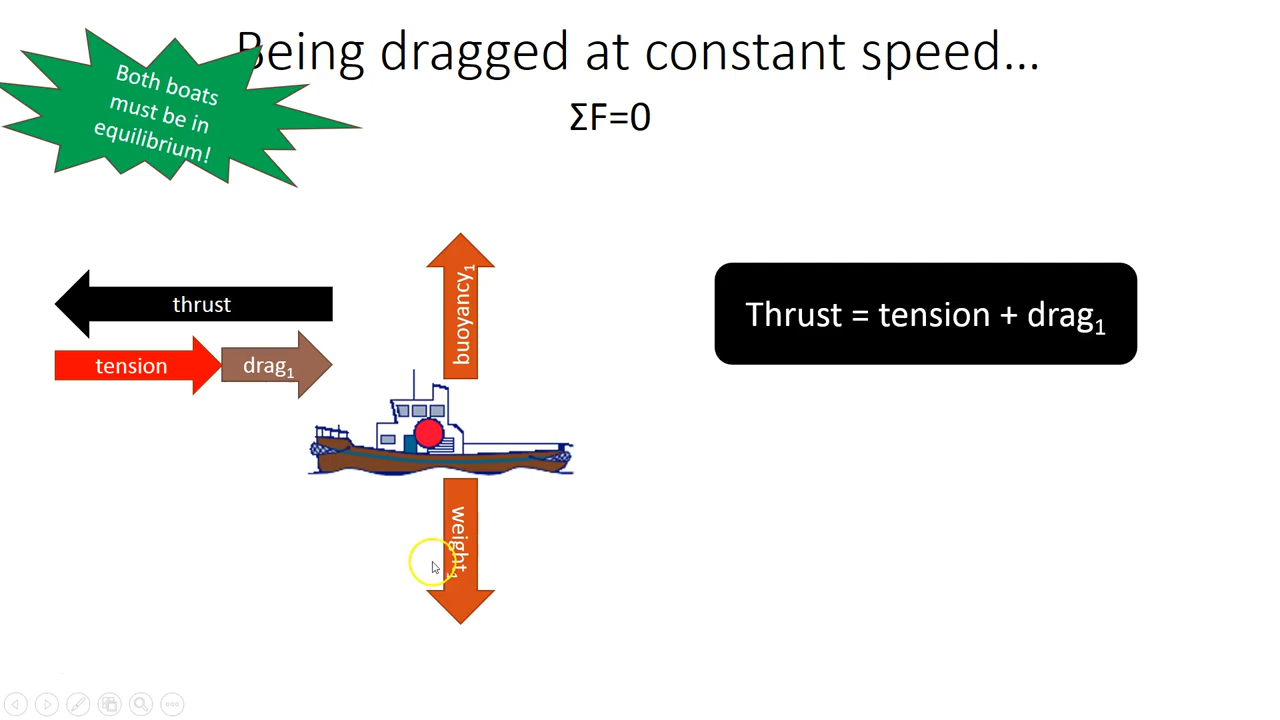 Being dragged at constant speed...
ΣF=0
Both boats
must be in
equilibrium!
buoyancy₁
thrust
tension
drag₁
Thrust = tension + drag₁
weight₁